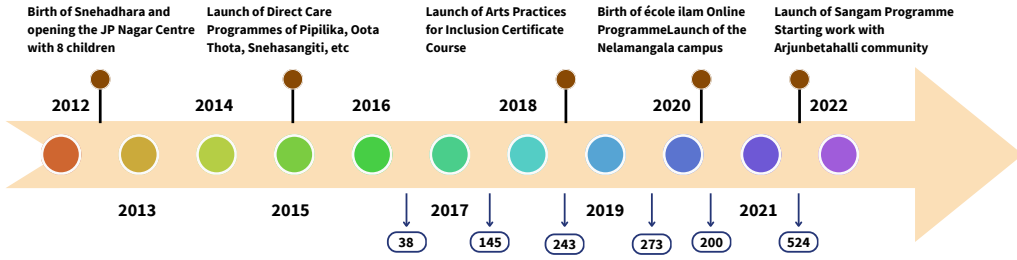 Birth of Snehadhara and
opening the JP Nagar Centre
with 8 children
Launch of Direct Care
Programmes of Pipilika, Oota
Thota, Snehasangiti, etc
Launch of Arts Practices
for Inclusion Certificate
Course
Birth of école ilam Online
ProgrammeLaunch of the
Nelamangala campus
Launch of Sangam Programme
Starting work with
Arjunbetahalli community
2012
2014
2016
2018
2020
2022
2013
2015
2017
2019
2021
38
145
243
273
200
524